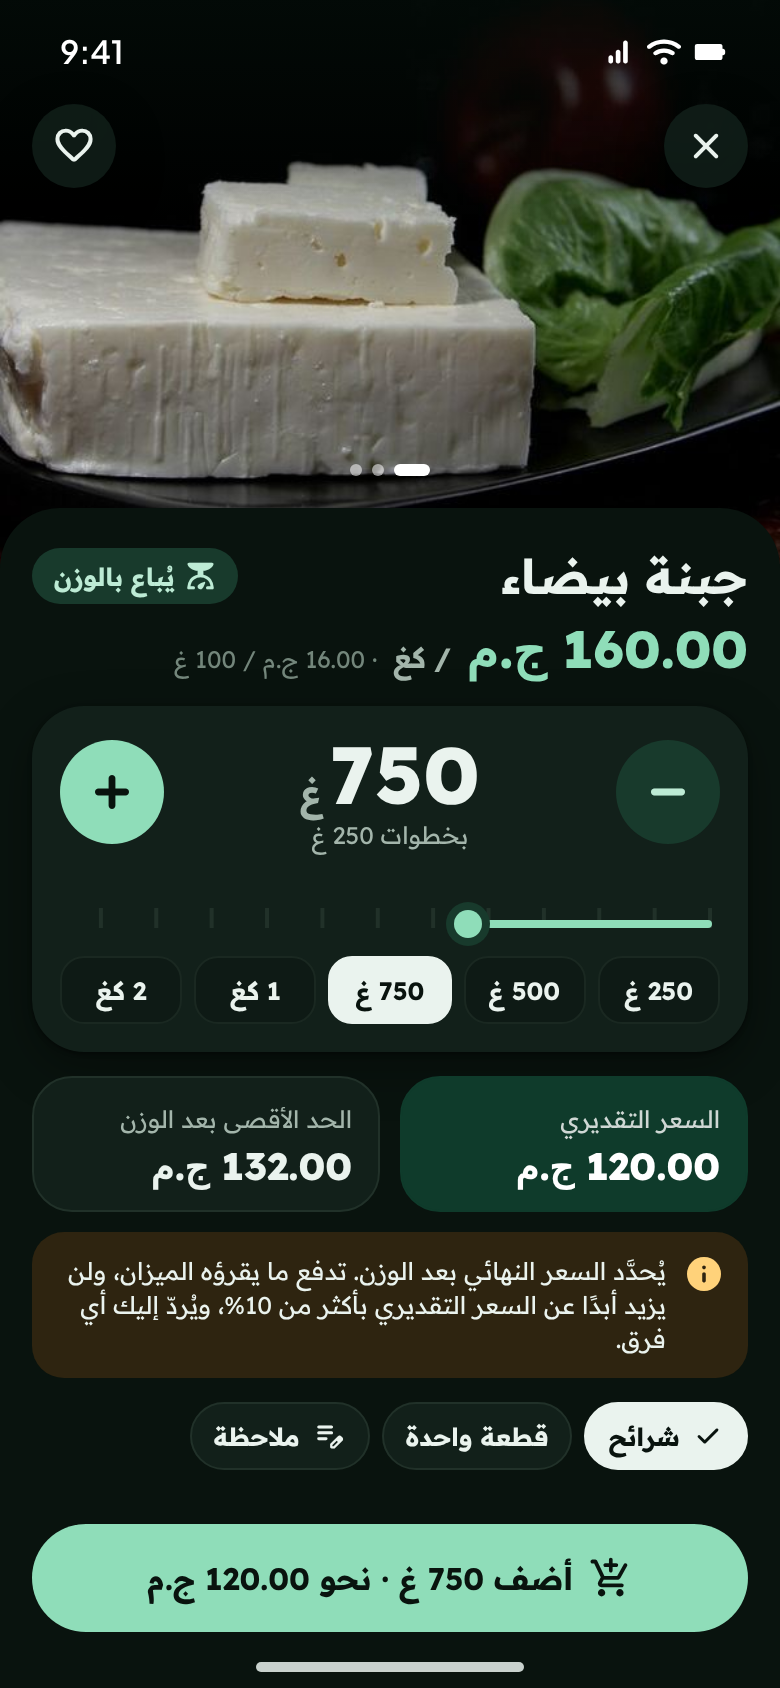 9:41
جبنة بيضاء
يُباع بالوزن
160.00 ج.م / كغ · 16.00 ج.م / 100 غ
750 غ
بخطوات 250 غ
250 غ
500 غ
750 غ
1 كغ
2 كغ
السعر التقديري
120.00 ج.م
الحد الأقصى بعد الوزن
132.00 ج.م
يُحدَّد السعر النهائي بعد الوزن. تدفع ما يقرؤه الميزان، ولن
يزيد أبدًا عن السعر التقديري بأكثر من 10%، ويُردّ إليك أي
فرق.
شرائح
قطعة واحدة
ملاحظة
أضف 750 غ · نحو 120.00 ج.م